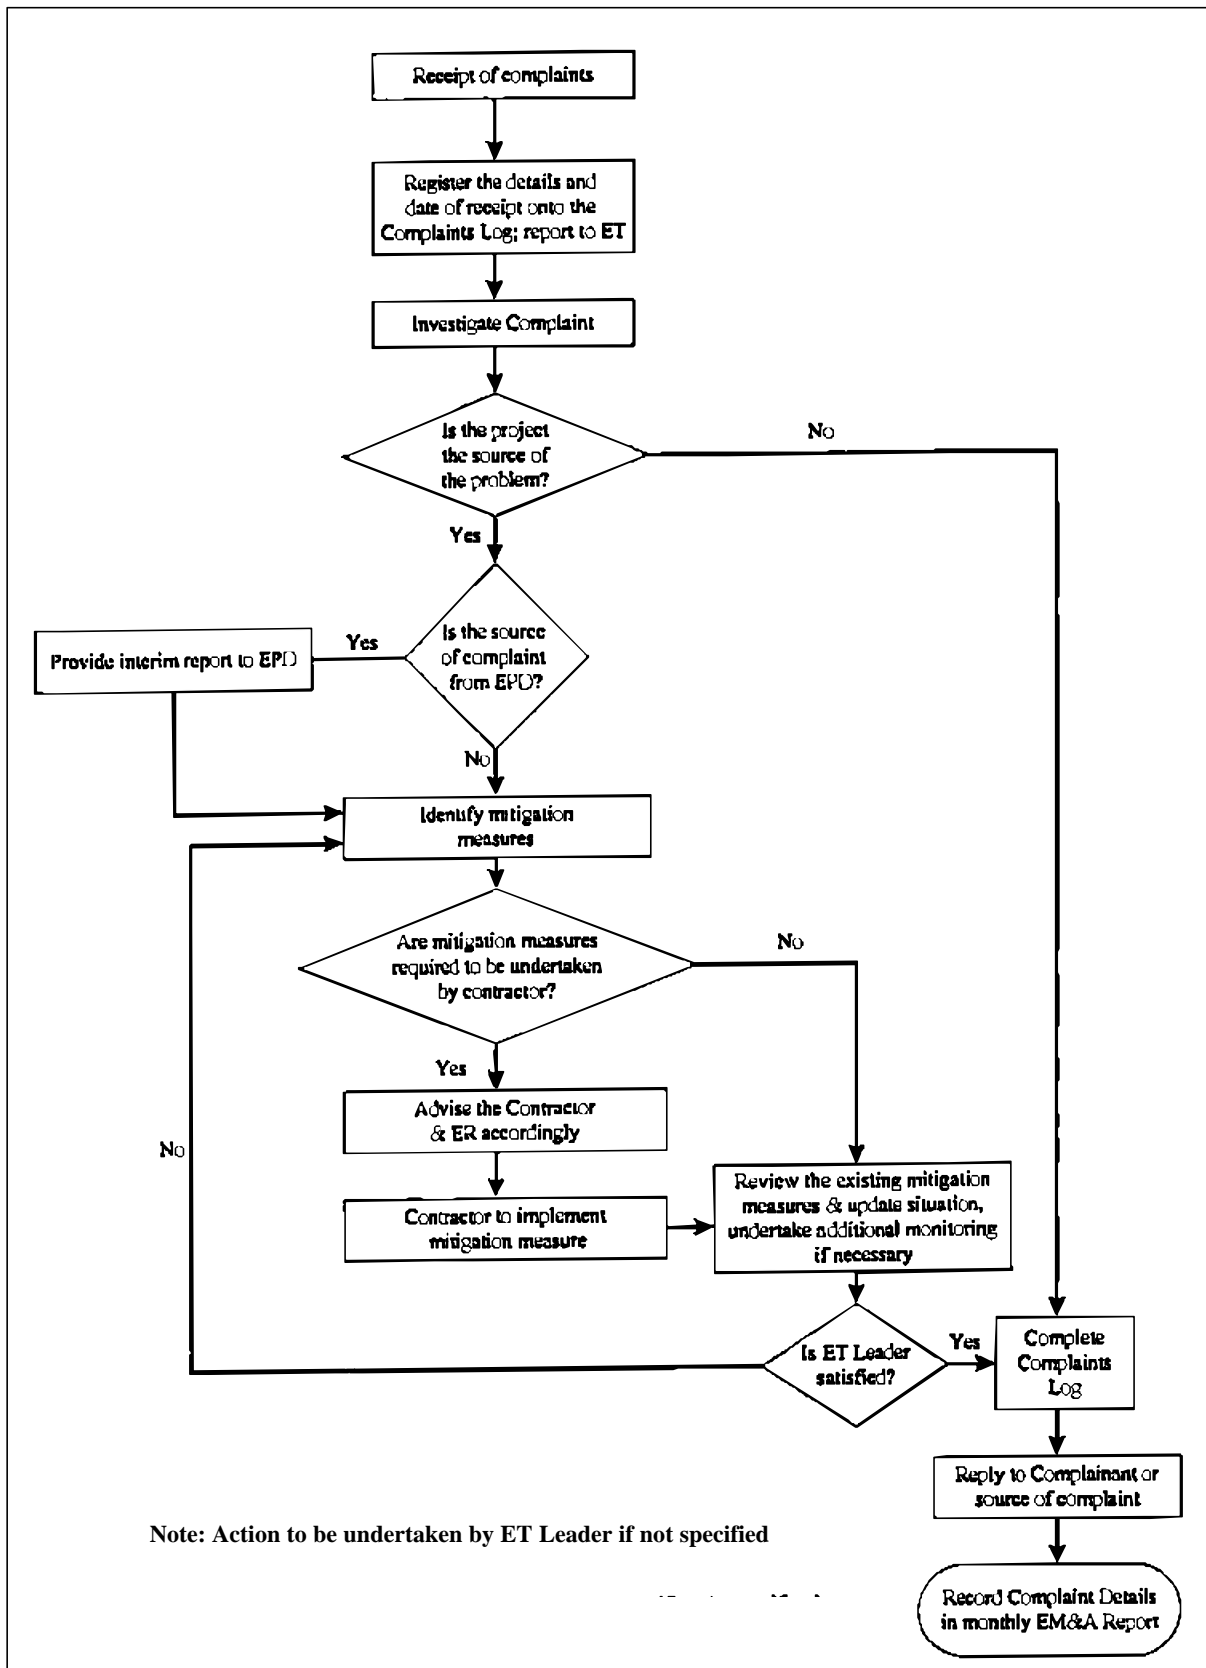 Receipt of complaints
Register the details and
date of receipt onto the
Complaints Log; report to ET
Investigate Complaint
Is the project
the source of
the problem?
No
Yes
Is the source
of complaint
from EPD?
Yes
Provide interim report to EPD
No
Identify mitigation
measures
Are mitigation measures
required to be undertaken
by contractor?
No
Yes
Advise the Contractor
& ER accordingly
No
Contractor to implement
mitigation measure
Review the existing mitigation
measures & update situation,
undertake additional monitoring
if necessary
Is ET Leader
satisfied?
Yes
Complete
Complaints
Log
Reply to Complainant or
source of complaint
Note: Action to be undertaken by ET Leader if not specified
Record Complaint Details
in monthly EM&A Report